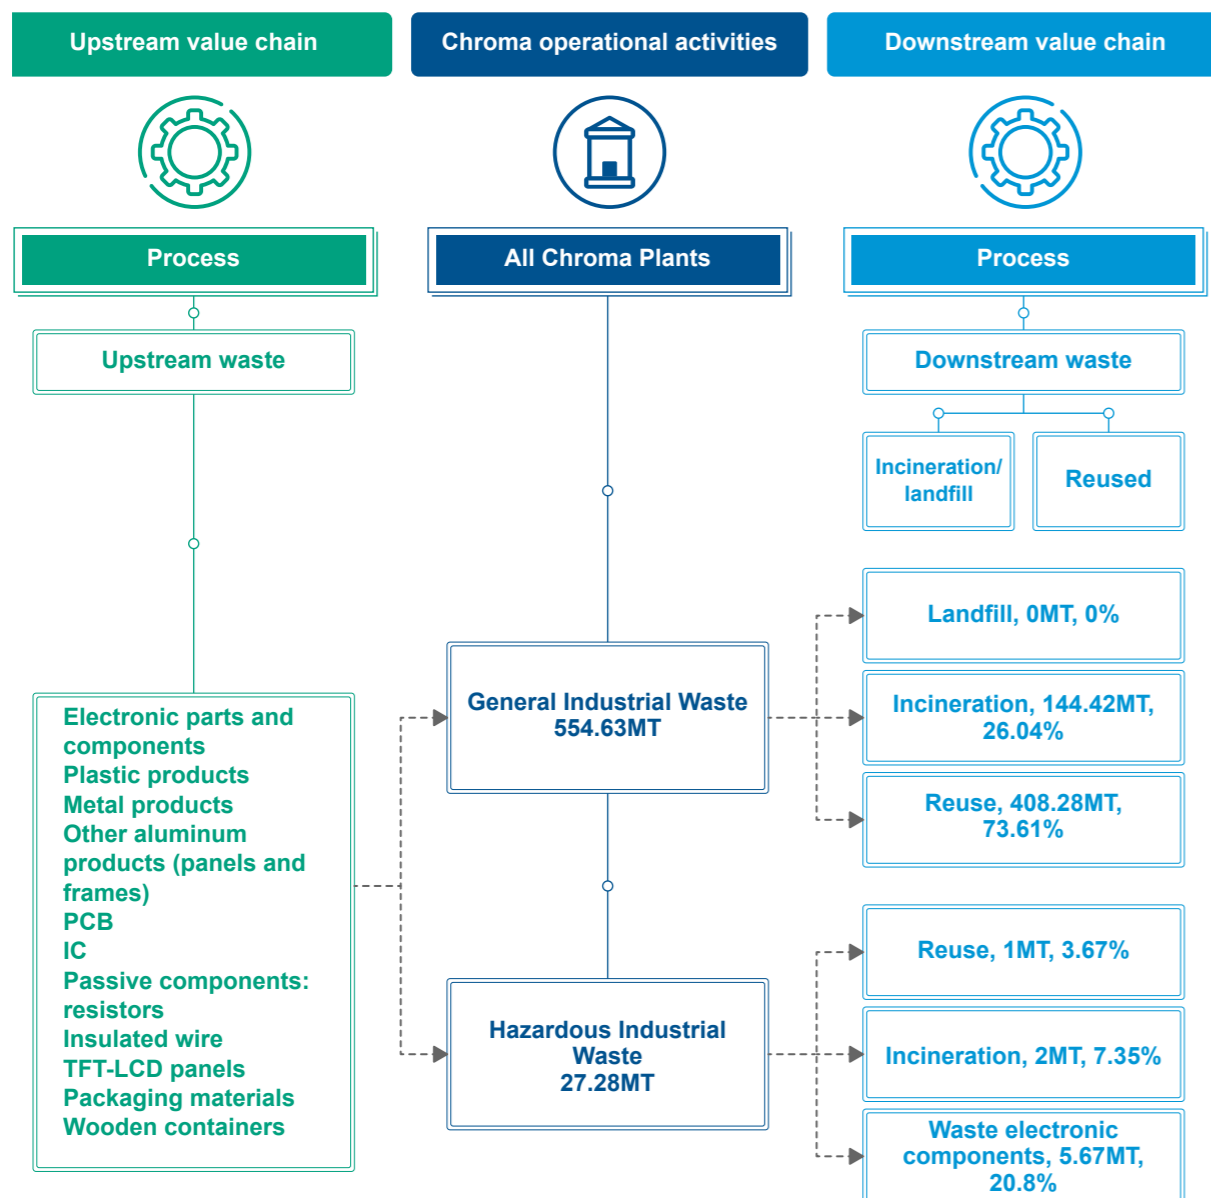 Upstream value chain
Chroma operational activities
Downstream value chain
Process
All Chroma Plants
Process
Upstream waste
Downstream waste
Incineration/
landfill
Reused
Electronic parts and
components
Plastic products
Metal products
Other aluminum
products (panels and
frames)
PCB
IC
Passive components:
resistors
Insulated wire
TFT-LCD panels
Packaging materials
Wooden containers
General Industrial Waste
554.63MT
Hazardous Industrial
Waste
27.28MT
Landfill, 0MT, 0%
Incineration, 144.42MT,
26.04%
Reuse, 408.28MT,
73.61%
Reuse, 1MT, 3.67%
Incineration, 2MT, 7.35%
Waste electronic
components, 5.67MT,
20.8%